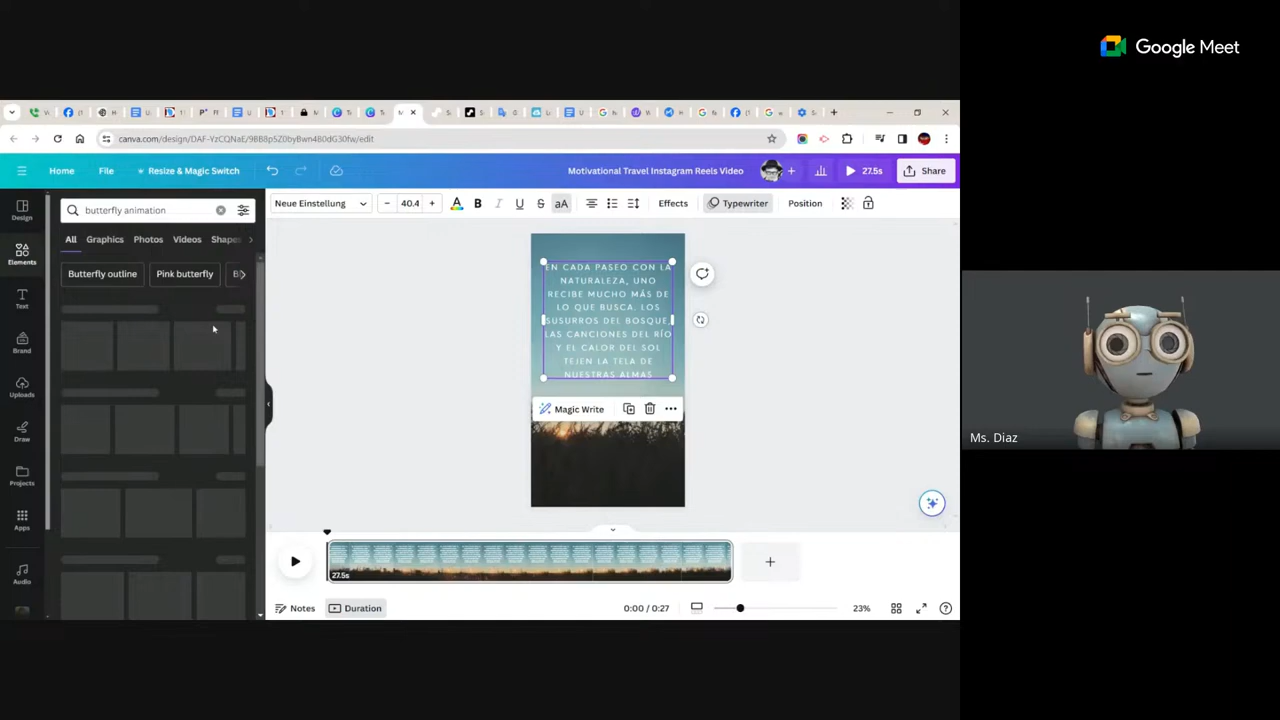 Google Meet
canva.com/design/DAF-YzCQNaE/9BB8p5Z0byBwn4B0dG30fw/edit
Home File Resize & Magic Switch Motivational Travel Instagram Reels Video 27.5s Share
Design
Elements
Text
Brand
Uploads
Draw
Projects
Apps
Audio
butterfly animation
All Graphics Photos Videos Shapes
Butterfly outline Pink butterfly
Neue Einstellung 40.4 A B I U S aA Effects Typewriter Position
EN CADA PASEO CON LA
NATURALEZA, UNO
RECIBE MUCHO MÁS DE
LO QUE BUSCA. LOS
SUSURROS DEL BOSQUE,
LAS CANCIONES DEL RÍO
Y EL CALOR DEL SOL
TEJEN LA TELA DE
NUESTRAS ALMAS
Magic Write
27.5s
Notes Duration 0:00 / 0:27 23%
Ms. Diaz